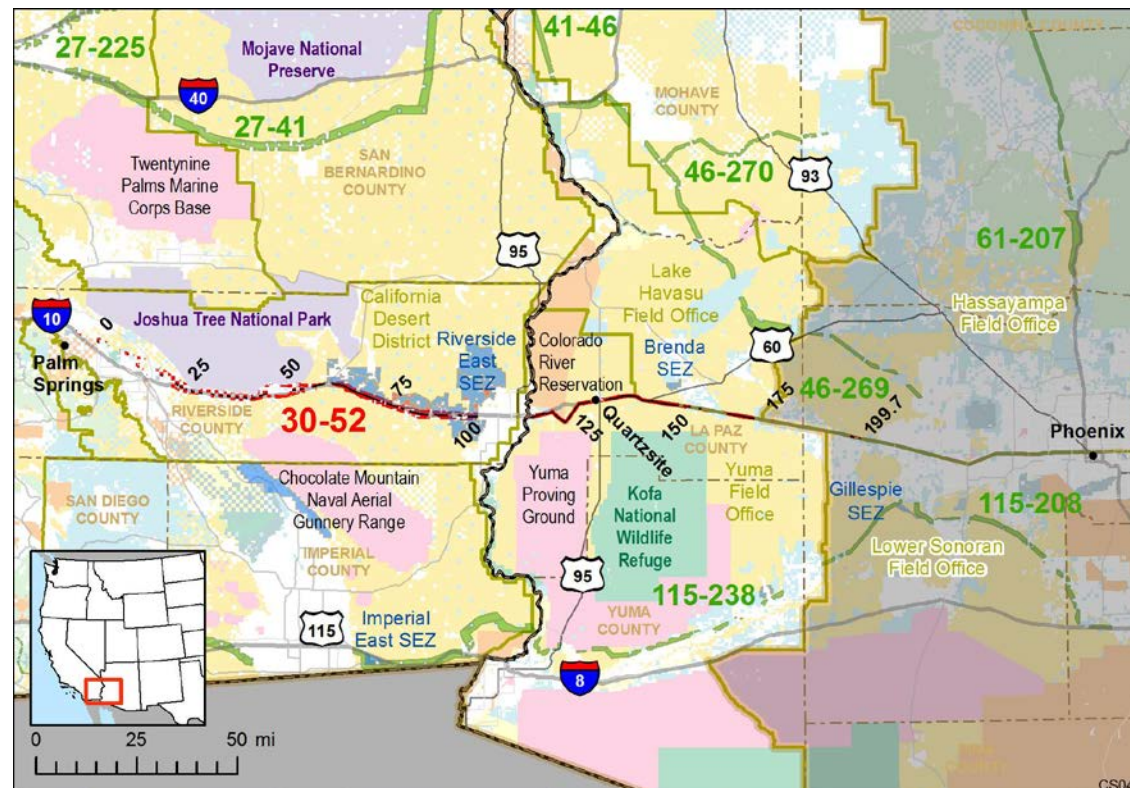 27-225
41-46
COCONINO COUNTY
Mojave National
Preserve
40
27-41
MOHAVE
COUNTY
SAN
BERNARDINO
COUNTY
Twentynine
Palms Marine
Corps Base
46-270
93
95
61-207
Lake
Havasu
Field Office
Hassayampa
Field Office
California
Desert
District
10
0
Joshua Tree National Park
Riverside
East
SEZ
Colorado
River
Reservation
Brenda
SEZ
60
Palm
Springs
25
50
75
100
125
150
175
199.7
46-269
RIVERSIDE
COUNTY
30-52
Quartzsite
LA PAZ
COUNTY
Phoenix
Chocolate Mountain
Naval Aerial
Gunnery Range
Yuma
Proving
Ground
Kofa
National
Wildlife
Refuge
Yuma
Field
Office
Gillespie
SEZ
115-208
SAN DIEGO
COUNTY
IMPERIAL
COUNTY
Lower Sonoran
Field Office
95
115-238
YUMA
COUNTY
115
Imperial
East SEZ
8
0 25 50 mi
CS04